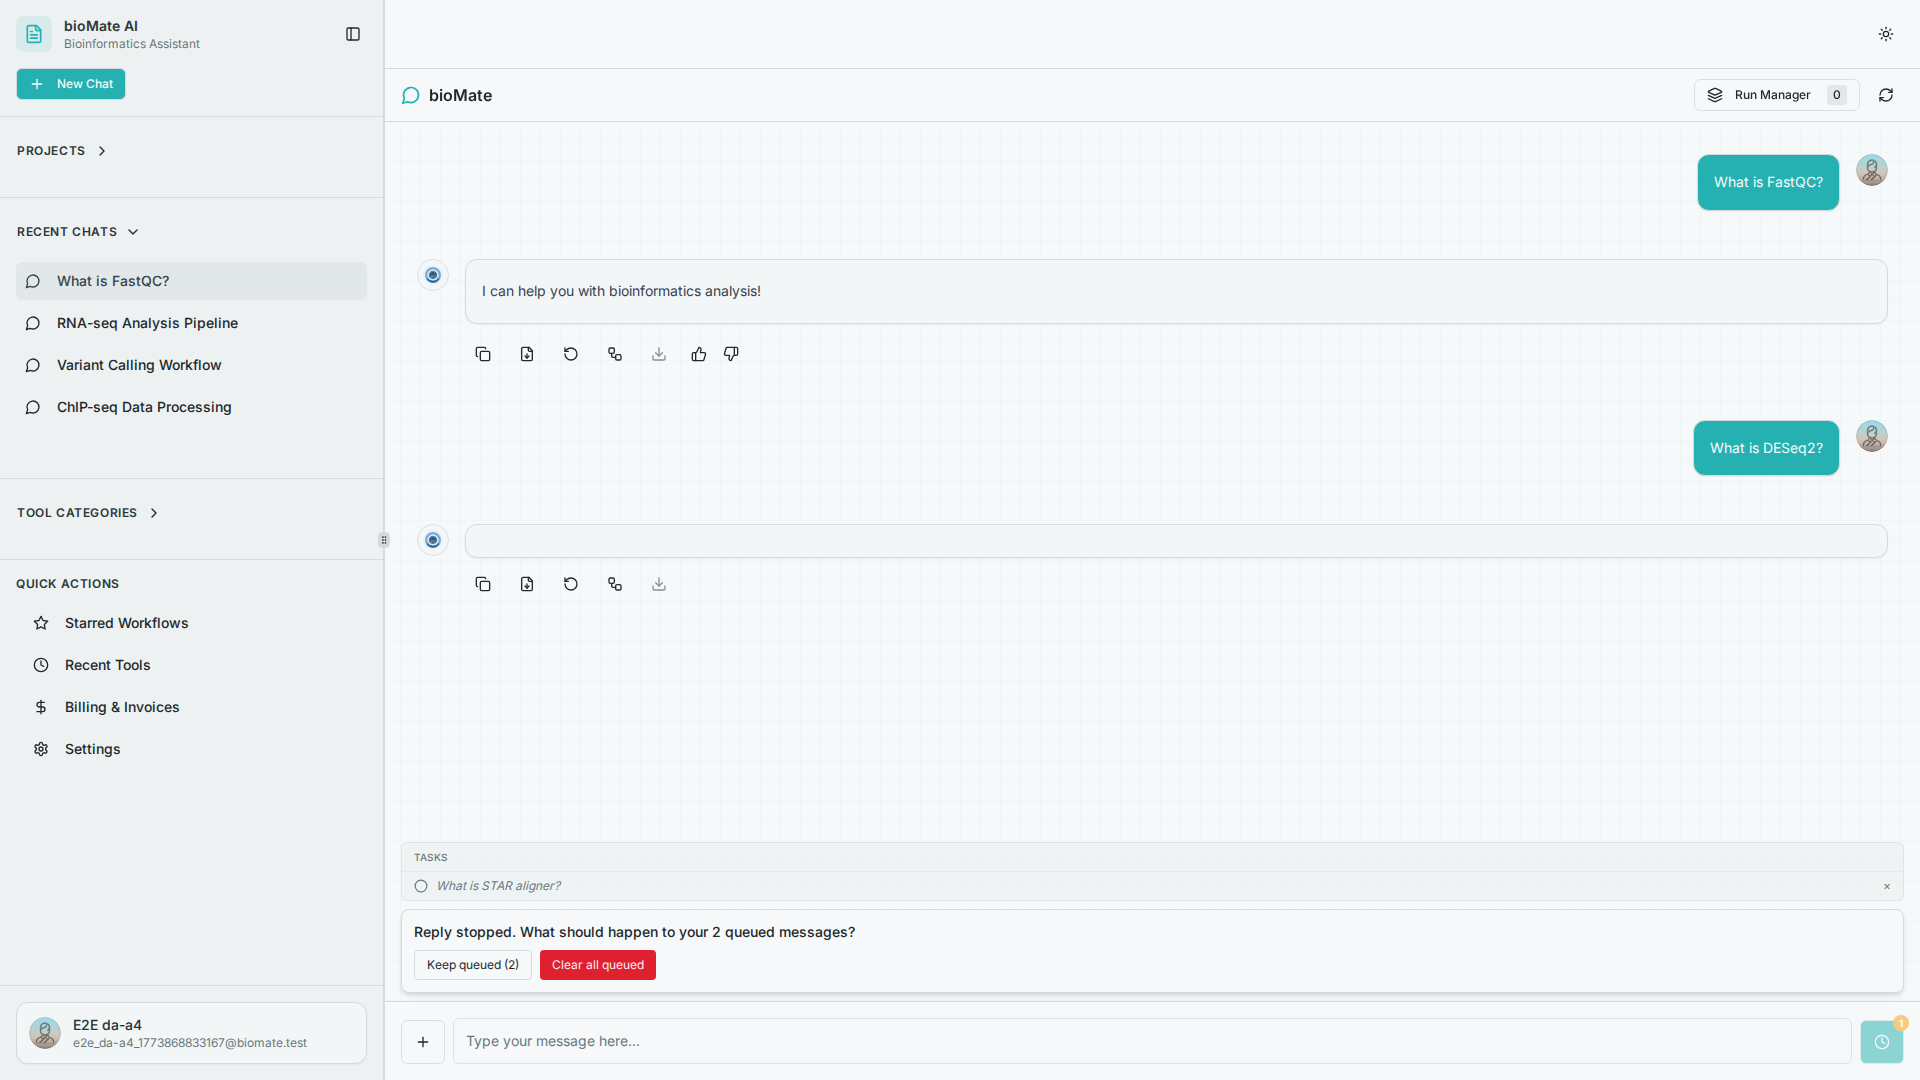 bioMate AI
Bioinformatics Assistant
New Chat
PROJECTS
RECENT CHATS
What is FastQC?
RNA-seq Analysis Pipeline
Variant Calling Workflow
ChIP-seq Data Processing
TOOL CATEGORIES
QUICK ACTIONS
Starred Workflows
Recent Tools
Billing & Invoices
Settings
E2E da-a4
e2e_da-a4_1773868833167@biomate.test
bioMate
Run Manager 0
What is FastQC?
I can help you with bioinformatics analysis!
What is DESeq2?
TASKS
What is STAR aligner?
Reply stopped. What should happen to your 2 queued messages?
Keep queued (2) Clear all queued
Type your message here...
1